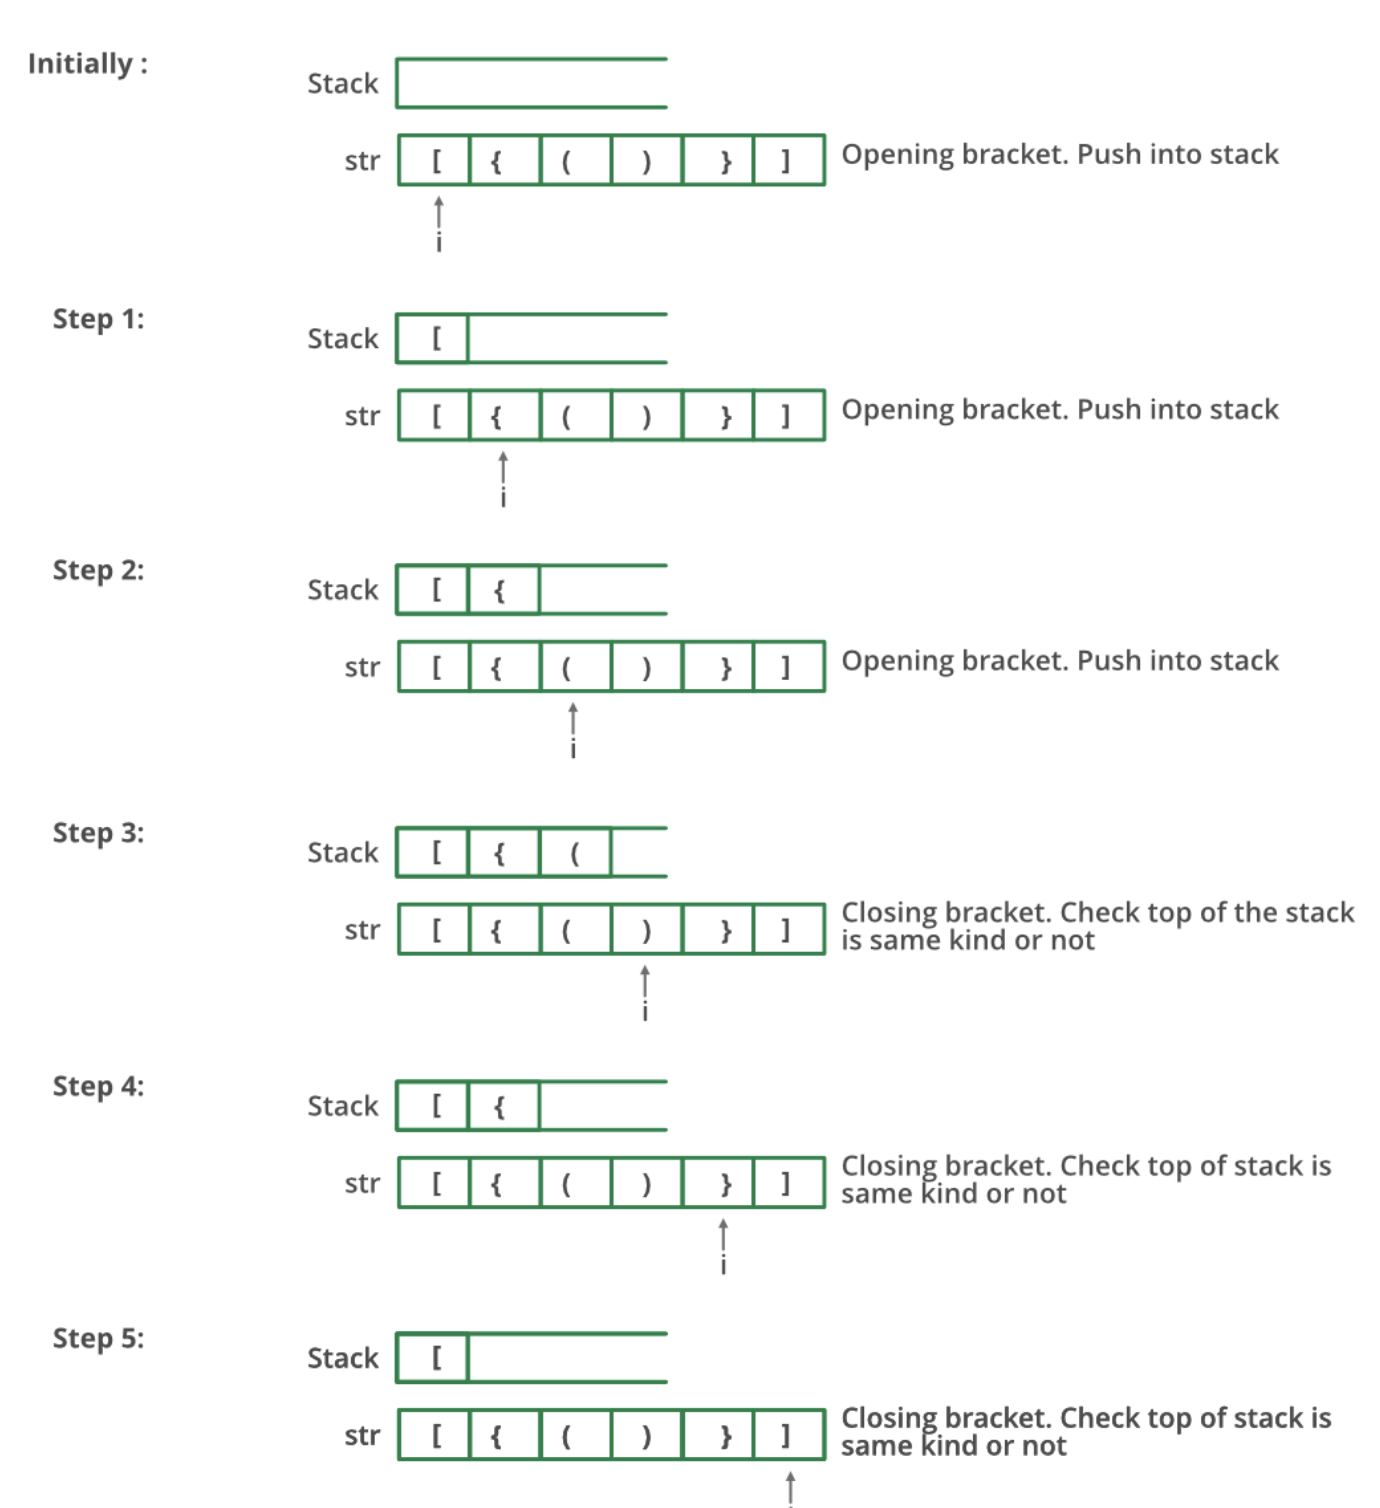 Initially :
Stack
str [ { ( ) } ] Opening bracket. Push into stack
i
Step 1:
Stack [
str [ { ( ) } ] Opening bracket. Push into stack
i
Step 2:
Stack [ {
str [ { ( ) } ] Opening bracket. Push into stack
i
Step 3:
Stack [ { (
str [ { ( ) } ] Closing bracket. Check top of the stack
is same kind or not
i
Step 4:
Stack [ {
str [ { ( ) } ] Closing bracket. Check top of stack is
same kind or not
i
Step 5:
Stack [
str [ { ( ) } ] Closing bracket. Check top of stack is
same kind or not